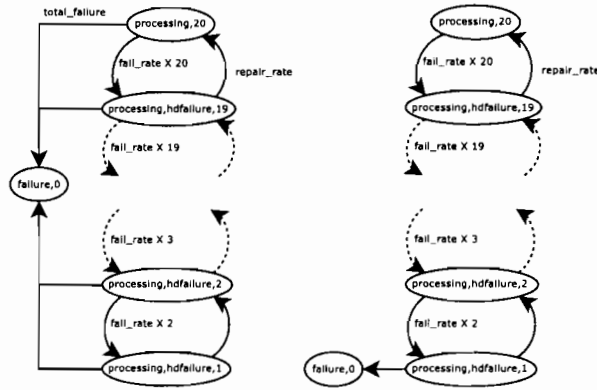 total_failure
processing,20
fail_rate X 20
repair_rate
processing,hdfailure,19
fail_rate X 19
failure,0
fail_rate X 3
processing,hdfailure,2
fail_rate X 2
processing,hdfailure,1
processing,20
fail_rate X 20
repair_rate
processing,hdfailure,19
fail_rate X 19
fail_rate X 3
processing,hdfailure,2
fail_rate X 2
failure,0
processing,hdfailure,1